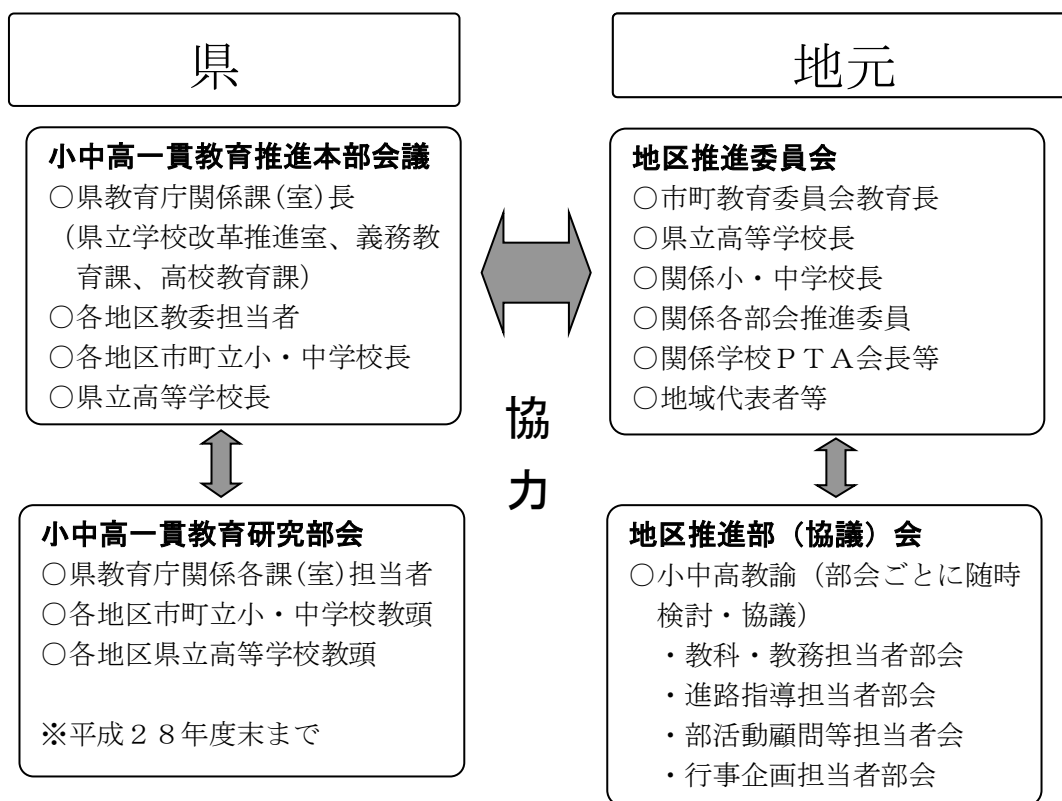 県
小中高一貫教育推進本部会議
○県教育庁関係課(室)長
(県立学校改革推進室、義務教
育課、高校教育課)
○各地区教委担当者
○各地区市町立小・中学校長
○県立高等学校長
小中高一貫教育研究部会
○県教育庁関係各課(室)担当者
○各地区市町立小・中学校教頭
○各地区県立高等学校教頭
※平成28年度末まで
協
力
地元
地区推進委員会
○市町教育委員会教育長
○県立高等学校長
○関係小・中学校長
○関係各部会推進委員
○関係学校PTA会長等
○地域代表者等
地区推進部（協議）会
○小中高教諭（部会ごとに随時
検討・協議）
・教科・教務担当者部会
・進路指導担当者部会
・部活動顧問等担当者会
・行事企画担当者部会